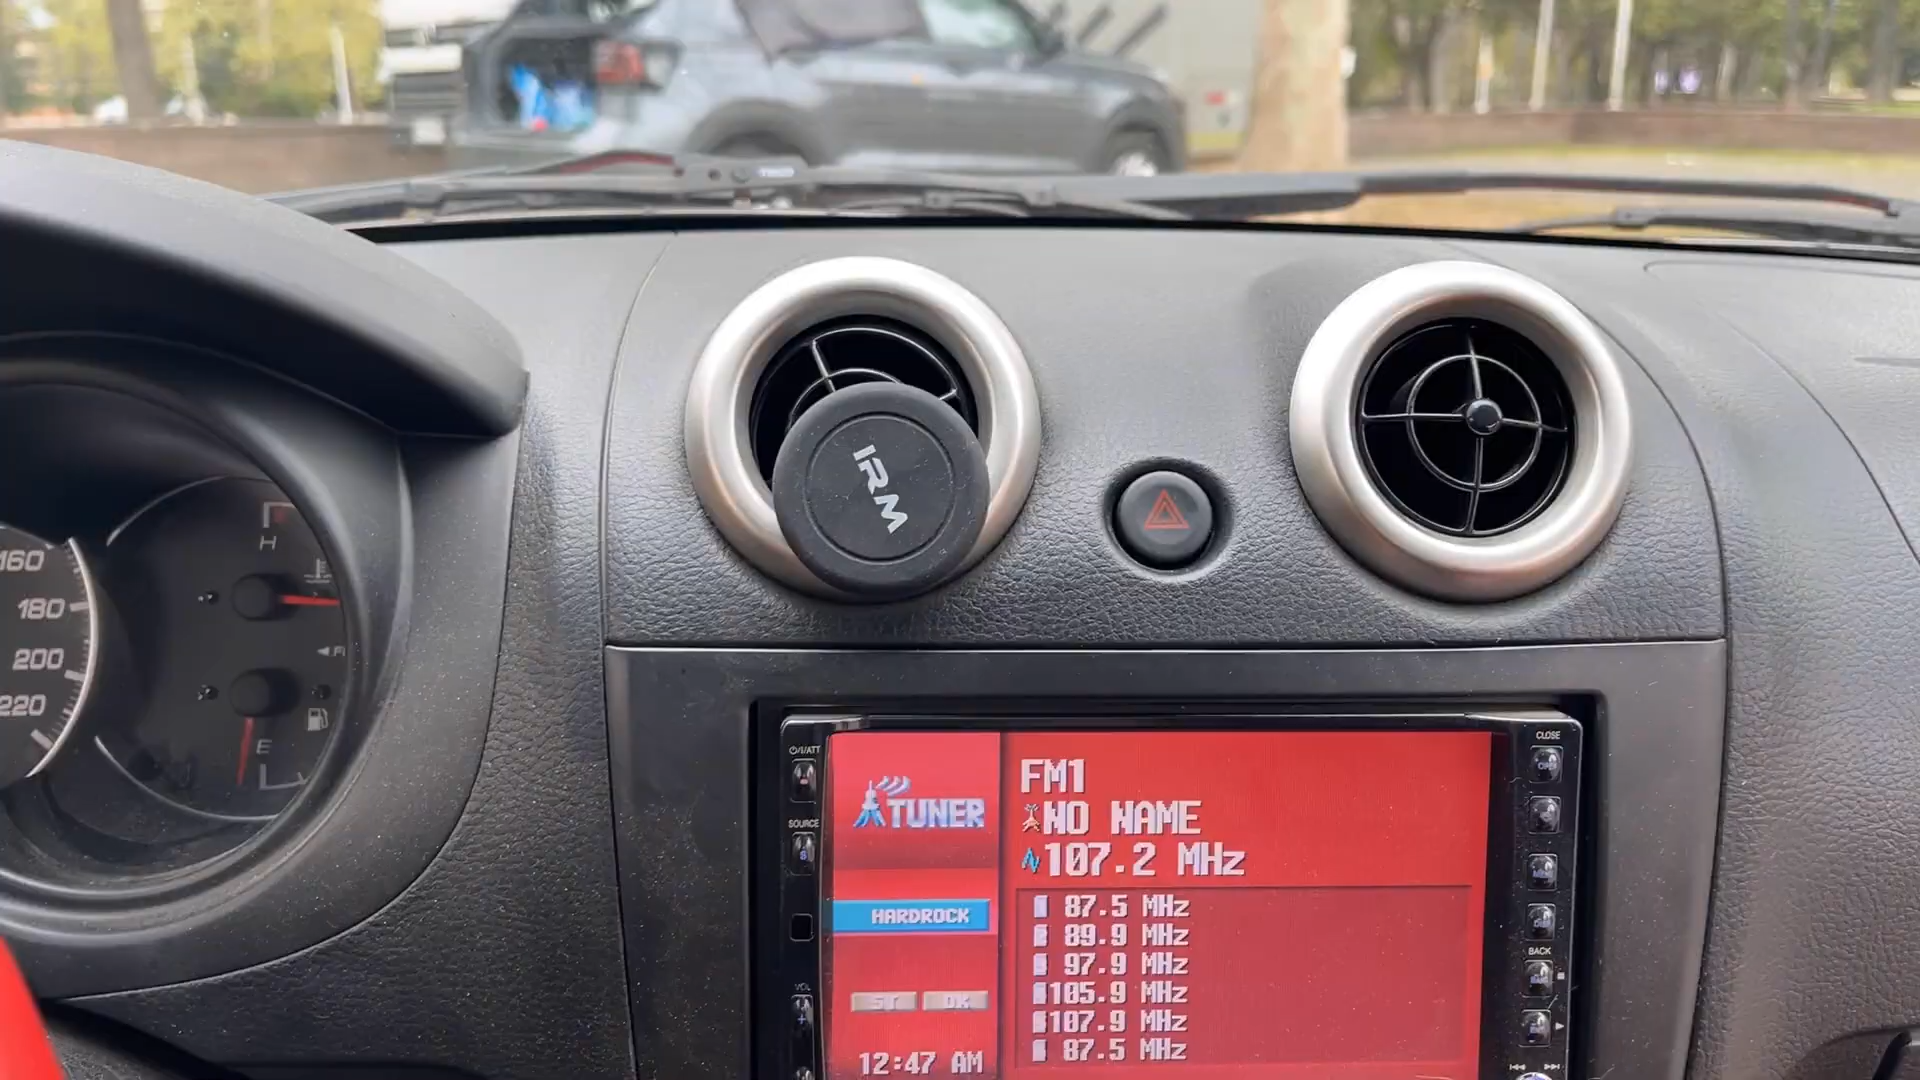 IRM
H
160
180
200
220
E
⏻/I/ATT
SOURCE
VOL
CLOSE
BACK
TUNER
HARDROCK
ST
12:47 AM
FM1
NO NAME
107.2 MHz
87.5 MHz
89.9 MHz
97.9 MHz
105.9 MHz
107.9 MHz
87.5 MHz